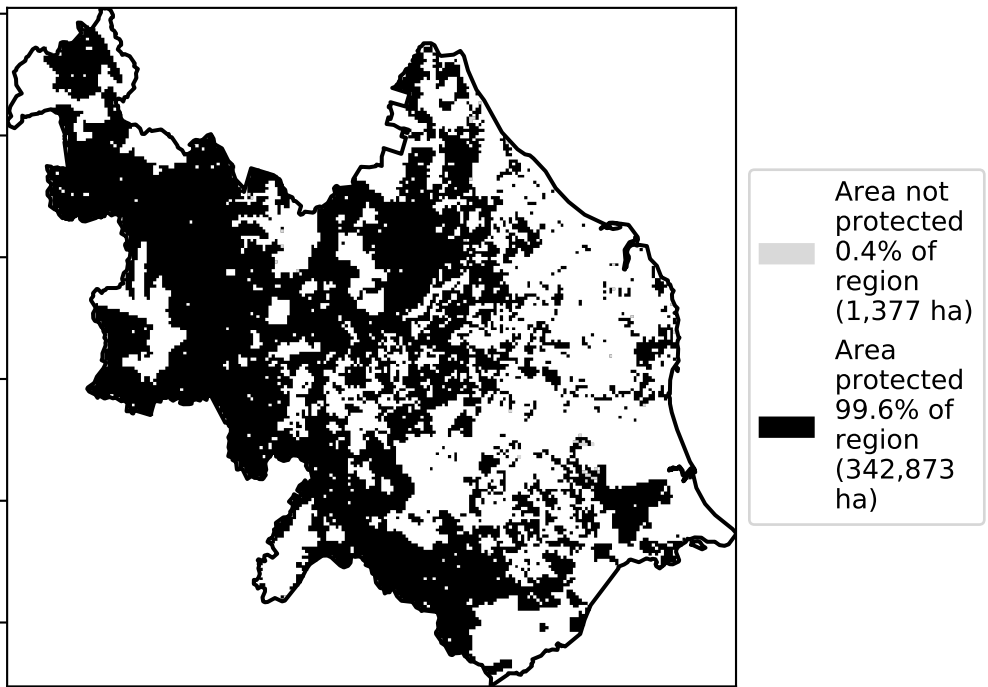 Area not
protected
0.4% of
region
(1,377 ha)
Area
protected
99.6% of
region
(342,873
ha)